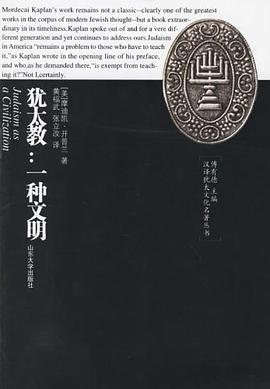 Mordecai Kaplan's work remains not a classic–clearly one of the greatest
works in the corpus of modern Jewish thought–but a book extraor-
dinary in its timeliness.Kaplan spoke out of and for a very dif-
ferent generation and yet continues to address ours.Judaism
in America "remains a problem to those who have to teach
it,"as Kaplan wrote in the opening line of his preface,
and who,as he demanded there,"is exempt from teach-
ing it?"Not Lcertainly.
傅有德 主编
汉译犹太文化名著丛书
[美]摩迪凯·开普兰 著
黄福武 张立改 译
犹太教:一种文明
Judaism as
a Civilization
山东大学出版社